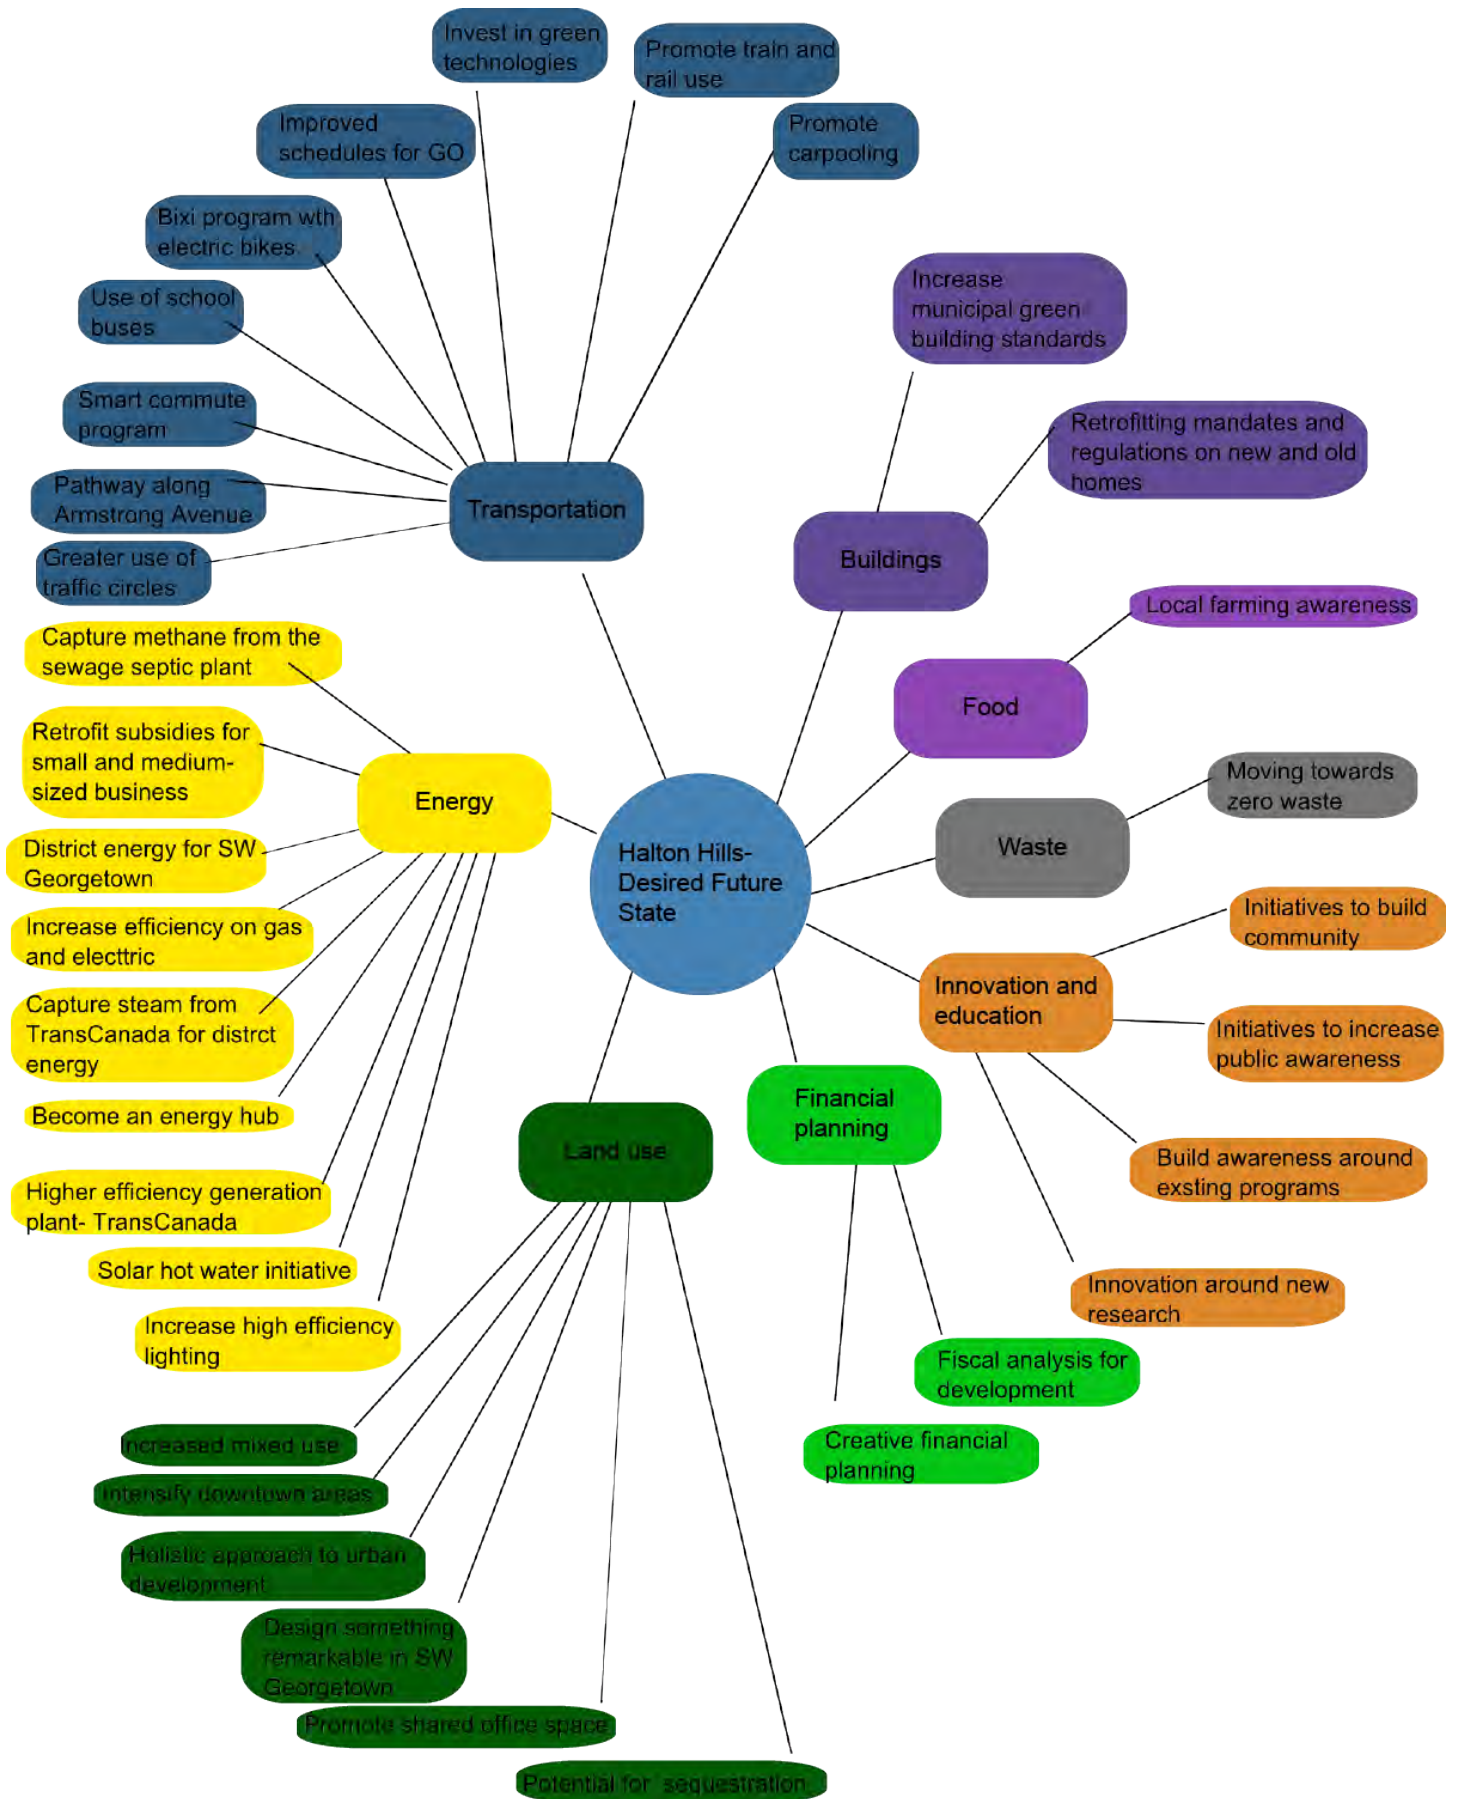 Invest in green
technologies
Promote train and
rail use
Improved
schedules for GO
Promote
carpooling
Bixi program wth
electric bikes
Use of school
buses
Smart commute
program
Pathway along
Armstrong Avenue
Greater use of
traffic circles
Transportation
Increase
municipal green
building standards
Retrofitting mandates and
regulations on new and old
homes
Buildings
Local farming awareness
Food
Moving towards
zero waste
Waste
Capture methane from the
sewage septic plant
Retrofit subsidies for
small and medium-
sized business
District energy for SW
Georgetown
Increase efficiency on gas
and electtric
Capture steam from
TransCanada for distrct
energy
Become an energy hub
Higher efficiency generation
plant- TransCanada
Solar hot water initiative
Increase high efficiency
lighting
Energy
Halton Hills-
Desired Future
State
Initiatives to build
community
Innovation and
education
Initiatives to increase
public awareness
Build awareness around
exsting programs
Innovation around new
research
Financial
planning
Fiscal analysis for
development
Creative financial
planning
Land use
Increased mixed use
Intensify downtown areas
Holistic approach to urban
development
Design something
remarkable in SW
Georgetown
Promote shared office space
Potential for sequestration